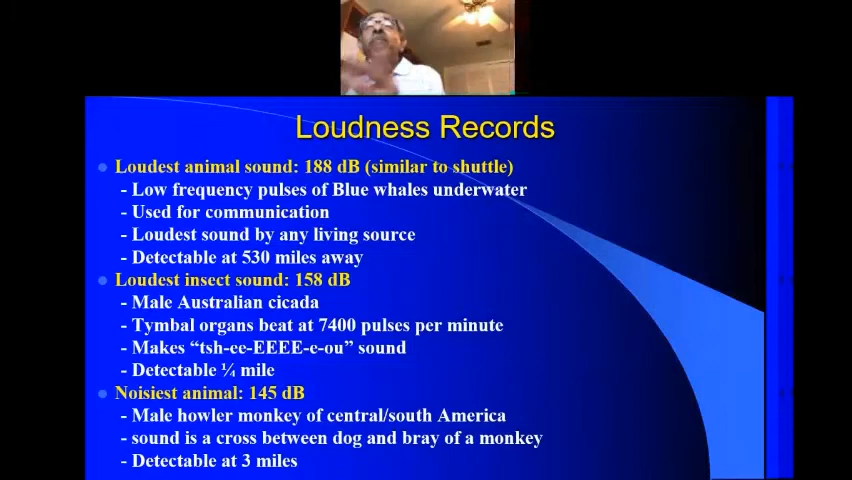 Loudness Records
Loudest animal sound: 188 dB (similar to shuttle)
- Low frequency pulses of Blue whales underwater
- Used for communication
- Loudest sound by any living source
- Detectable at 530 miles away
Loudest insect sound: 158 dB
- Male Australian cicada
- Tymbal organs beat at 7400 pulses per minute
- Makes “tsh-ee-EEEE-e-ou” sound
- Detectable ¼ mile
Noisiest animal: 145 dB
- Male howler monkey of central/south America
- sound is a cross between dog and bray of a monkey
- Detectable at 3 miles